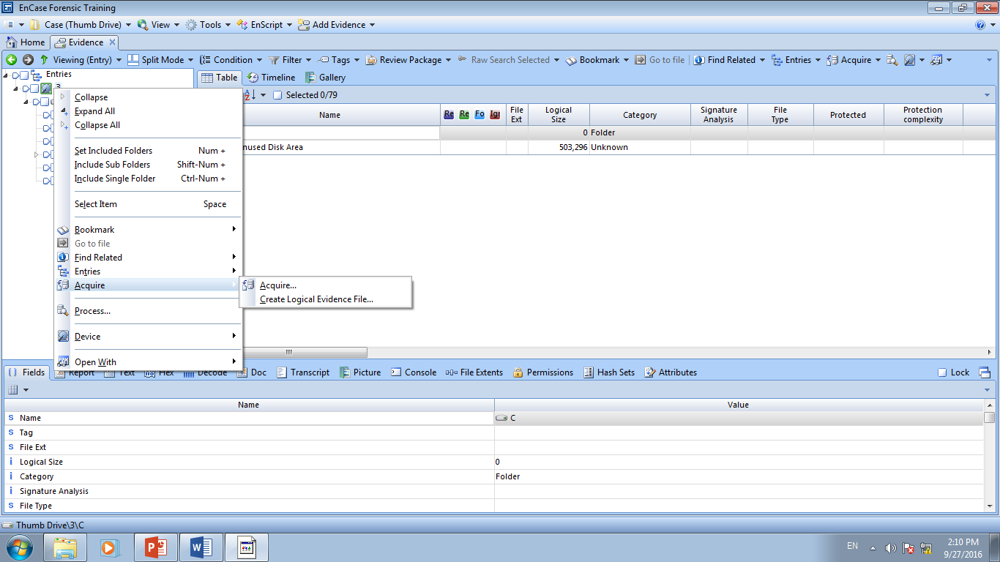 EnCase Forensic Training
Case (Thumb Drive) View Tools EnScript Add Evidence
Home Evidence
Viewing (Entry) Split Mode Condition Filter Tags Review Package Raw Search Selected Bookmark Go to file Find Related Entries Acquire
Entries
3
Table Timeline Gallery
Selected 0/79
Name Re Re Fo Igr File Ext Logical Size Category Signature Analysis File Type Protected Protection complexity
0 Folder
nused Disk Area 503,296 Unknown
Collapse
Expand All
Collapse All
Set Included Folders Num +
Include Sub Folders Shift-Num +
Include Single Folder Ctrl-Num +
Select Item Space
Bookmark
Go to file
Find Related
Entries
Acquire
Acquire...
Create Logical Evidence File...
Process...
Device
Open With
Fields Report Text Hex Decode Doc Transcript Picture Console File Extents Permissions Hash Sets Attributes Lock
Name Value
S Name C
S Tag
S File Ext
i Logical Size 0
i Category Folder
i Signature Analysis
S File Type
Thumb Drive\3\C
EN 2:10 PM
9/27/2016